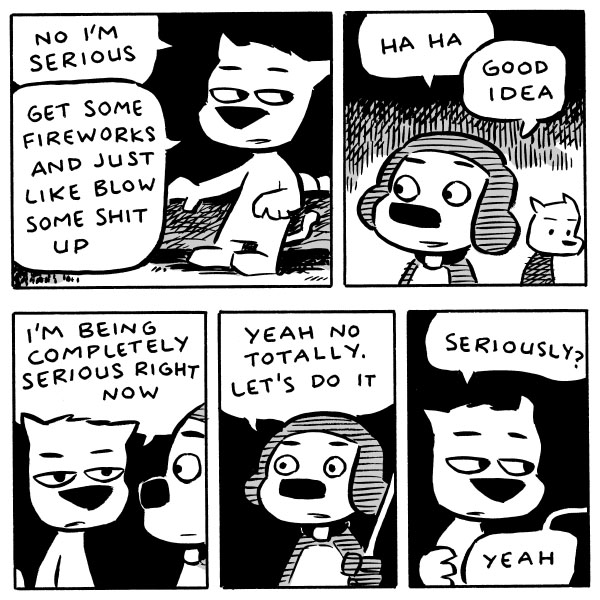 NO I'M
SERIOUS
GET SOME
FIREWORKS
AND JUST
LIKE BLOW
SOME SHIT
UP
HA HA
GOOD
IDEA
I'M BEING
COMPLETELY
SERIOUS RIGHT
NOW
YEAH NO
TOTALLY.
LET'S DO IT
SERIOUSLY?
YEAH